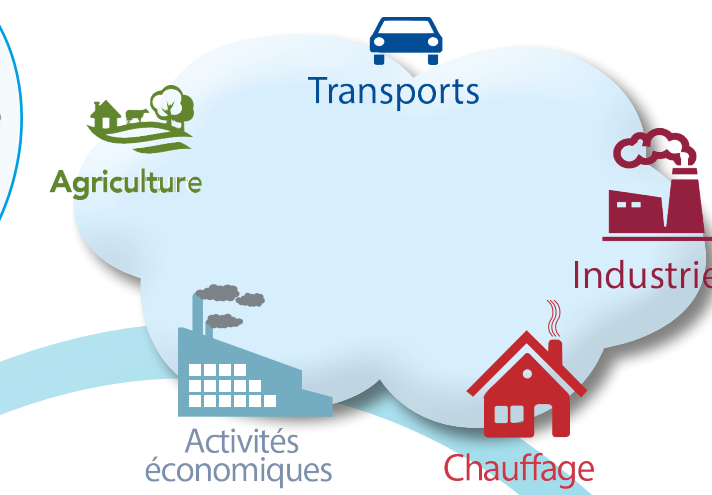 Transports
Agriculture
Industrie
Activités
économiques
Chauffage